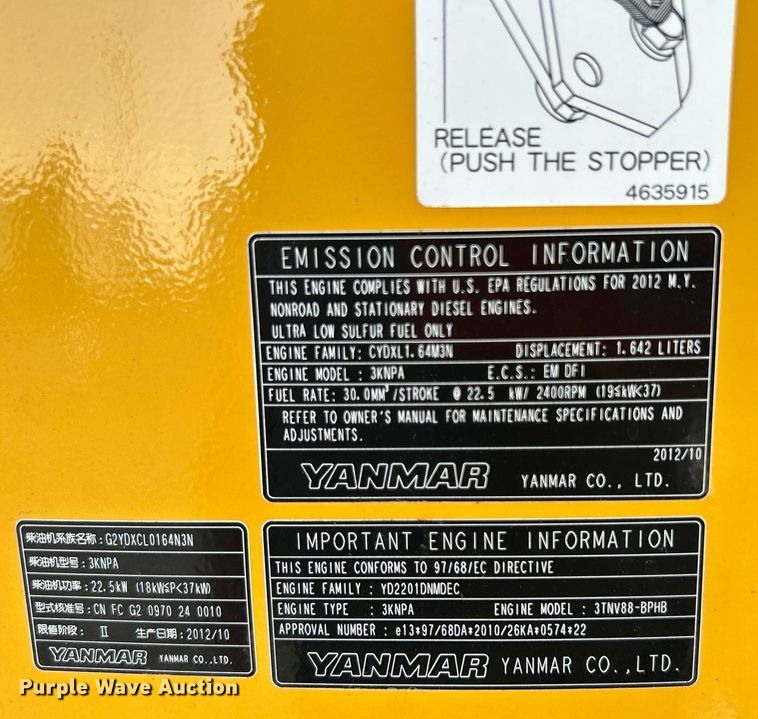 RELEASE
(PUSH THE STOPPER)
4635915
EMISSION CONTROL INFORMATION
THIS ENGINE COMPLIES WITH U.S. EPA REGULATIONS FOR 2012 M.Y.
NONROAD AND STATIONARY DIESEL ENGINES.
ULTRA LOW SULFUR FUEL ONLY
ENGINE FAMILY: CYDXL1.64M3N DISPLACEMENT: 1.642 LITERS
ENGINE MODEL : 3KNPA E.C.S.: EM DFI
FUEL RATE: 30.0MM³/STROKE @ 22.5 kW/ 2400RPM (19≤kW<37)
REFER TO OWNER'S MANUAL FOR MAINTENANCE SPECIFICATIONS AND
ADJUSTMENTS.
2012/10
YANMAR YANMAR CO., LTD.
柴油机系族名称: G2YDXCL0164N3N
柴油机型号: 3KNPA
柴油机功率: 22.5kW (18kW≤P<37kW)
型式核准号: CN FC G2 0970 24 0010
限值阶段: II 生产日期: 2012/10
YANMAR YANMAR CO., LTD.
IMPORTANT ENGINE INFORMATION
THIS ENGINE CONFORMS TO 97/68/EC DIRECTIVE
ENGINE FAMILY : YD2201DNMDEC
ENGINE TYPE : 3KNPA ENGINE MODEL : 3TNV88-BPHB
APPROVAL NUMBER : e13*97/68DA*2010/26KA*0574*22
YANMAR YANMAR CO., LTD.
Purple Wave Auction